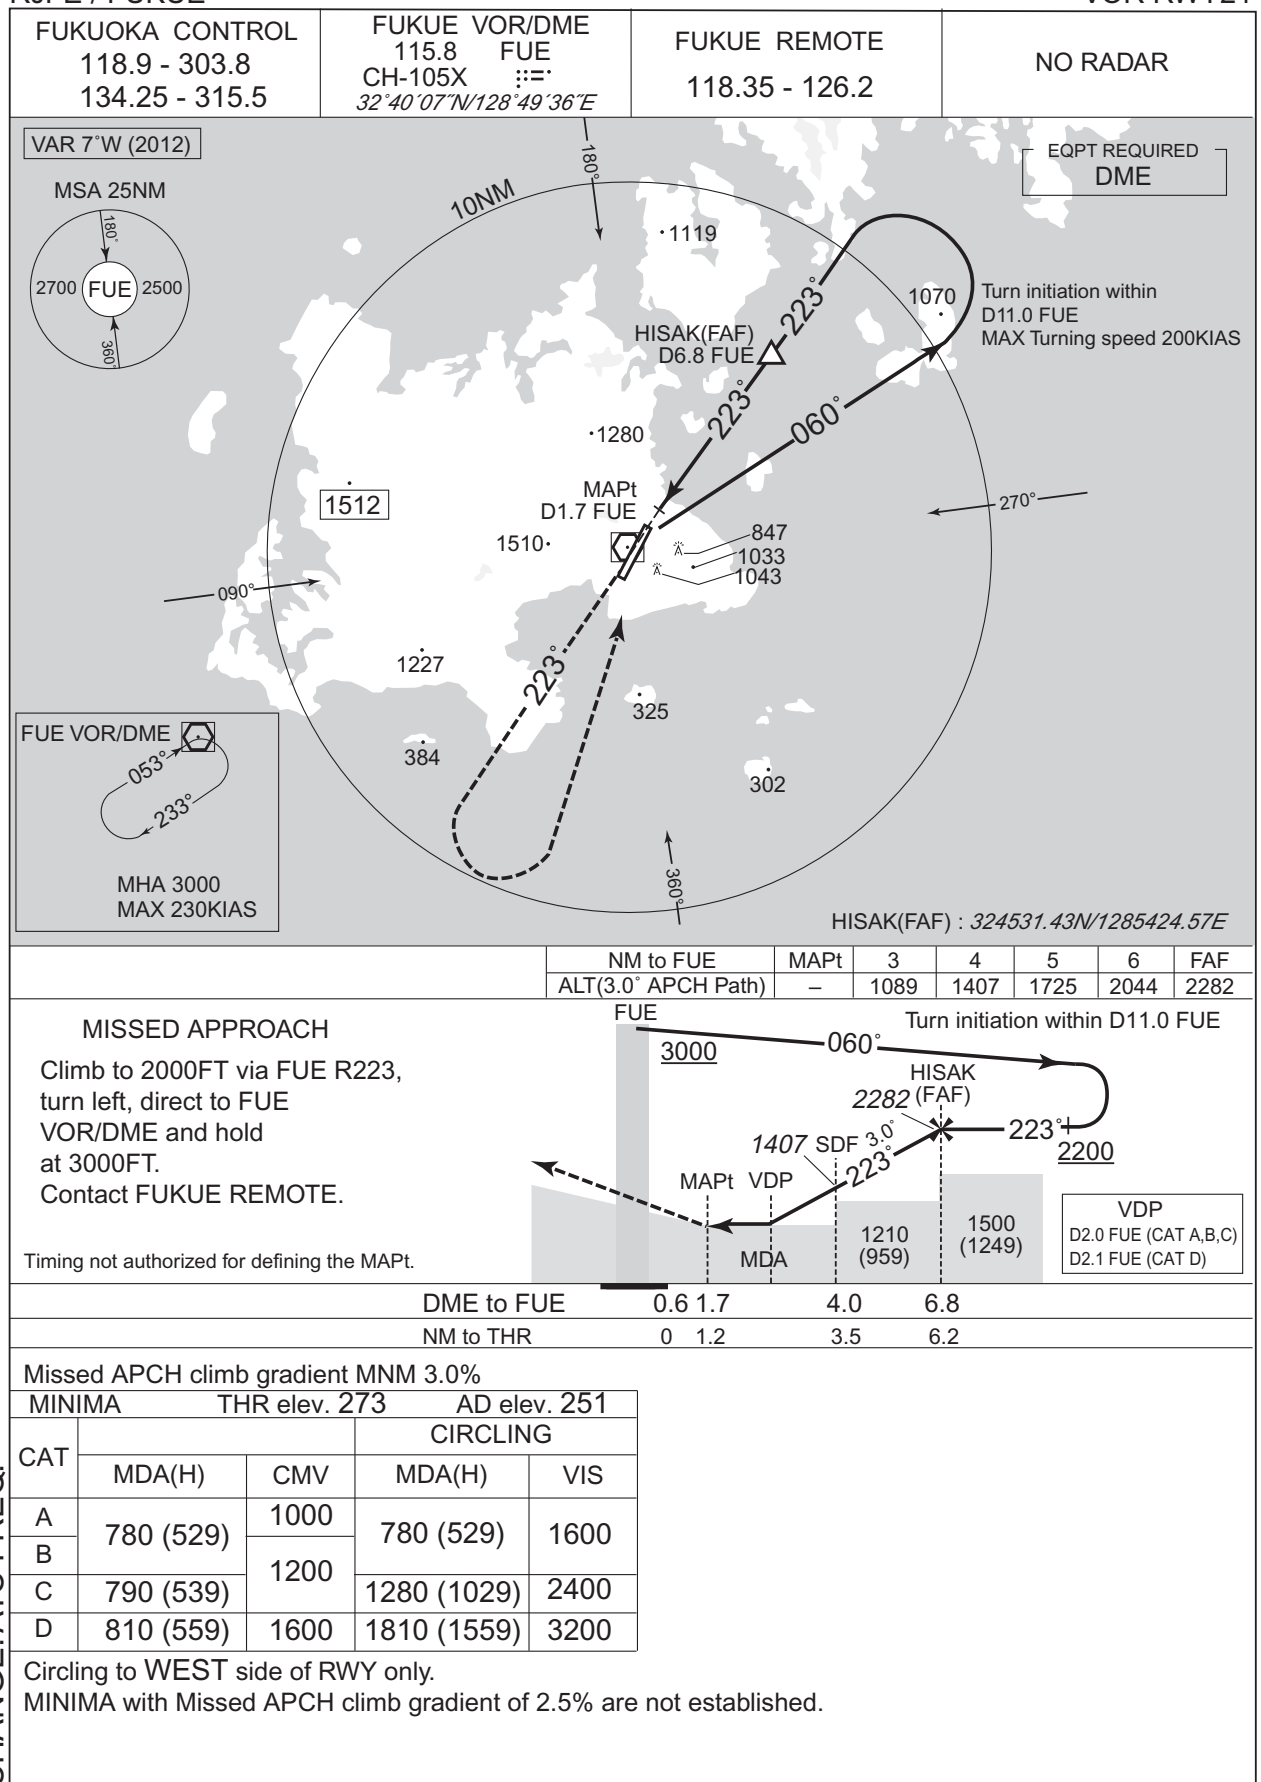 FUKUOKA CONTROL
118.9 - 303.8
134.25 - 315.5
FUKUE VOR/DME
115.8 FUE
CH-105X
32°40´07˝N/128°49´36˝E
FUKUE REMOTE
118.35 - 126.2
NO RADAR
VAR 7°W (2012)
MSA 25NM
180°
2700 FUE 2500
360°
EQPT REQUIRED
DME
180°
10NM
1119
1070
Turn initiation within
D11.0 FUE
MAX Turning speed 200KIAS
223°
HISAK(FAF)
D6.8 FUE
223°
060°
1280
1512
MAPt
D1.7 FUE
270°
1510
847
1033
1043
090°
1227
223°
325
384
302
360°
FUE VOR/DME
053°
233°
MHA 3000
MAX 230KIAS
HISAK(FAF) : 324531.43N/1285424.57E
NM to FUE MAPt 3 4 5 6 FAF
ALT(3.0° APCH Path) – 1089 1407 1725 2044 2282
MISSED APPROACH
Climb to 2000FT via FUE R223,
turn left, direct to FUE
VOR/DME and hold
at 3000FT.
Contact FUKUE REMOTE.
Timing not authorized for defining the MAPt.
FUE
Turn initiation within D11.0 FUE
3000
060°
HISAK
(FAF)
2282
223°
2200
1407 SDF 3.0°
223°
MAPt VDP
MDA
1210
(959)
1500
(1249)
VDP
D2.0 FUE (CAT A,B,C)
D2.1 FUE (CAT D)
DME to FUE 0.6 1.7 4.0 6.8
NM to THR 0 1.2 3.5 6.2
Missed APCH climb gradient MNM 3.0%
MINIMA THR elev. 273 AD elev. 251
CAT
CIRCLING
MDA(H) CMV MDA(H) VIS
A 780 (529) 1000 780 (529) 1600
B 1200
C 790 (539) 1280 (1029) 2400
D 810 (559) 1600 1810 (1559) 3200
Circling to WEST side of RWY only.
MINIMA with Missed APCH climb gradient of 2.5% are not established.